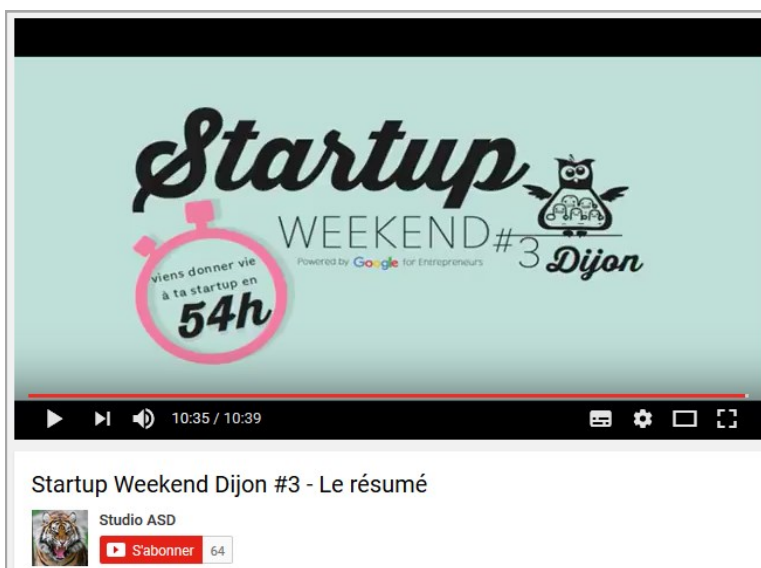 Startup
WEEKEND #3 Dijon
Powered by Google for Entrepreneurs
viens donner vie
à ta startup en
54h
10:35 / 10:39
Startup Weekend Dijon #3 - Le résumé
Studio ASD
S'abonner 64